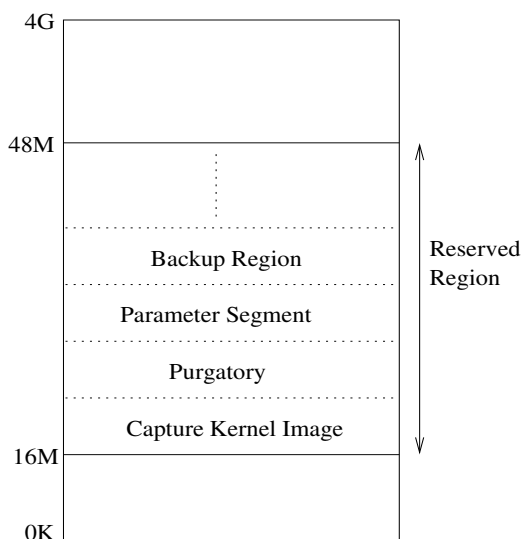 4G
48M
Backup Region
Reserved
Region
Parameter Segment
Purgatory
Capture Kernel Image
16M
0K